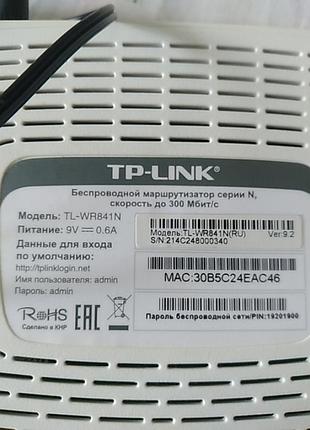 TP-LINK®
Беспроводной маршрутизатор серии N,
скорость до 300 Мбит/с
Модель: TL-WR841N
Питание: 9V ⎓ 0.6A
Данные для входа
по умолчанию:
http://tplinklogin.net
Имя пользователя: admin
Пароль: admin
Model:TL-WR841N(RU) Ver:9.2
S/N:214C248000340
MAC:30B5C24EAC46
Пароль беспроводной сети/PIN:19201900
RoHS
Сделано в КНР
EAC